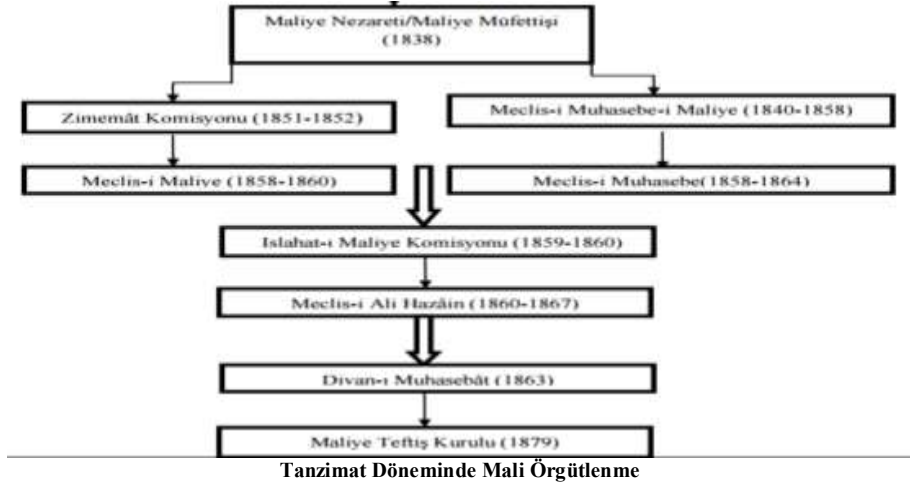 Maliye Nezareti/Maliye Müfettişi
(1838)
Zimemât Komisyonu (1851-1852)
Meclis-i Muhasebe-i Maliye (1840-1858)
Meclis-i Maliye (1858-1860)
Meclis-i Muhasebe(1858-1864)
Islahat-ı Maliye Komisyonu (1859-1860)
Meclis-i Ali Hazâin (1860-1867)
Divan-ı Muhasebât (1863)
Maliye Teftiş Kurulu (1879)
Tanzimat Döneminde Mali Örgütlenme